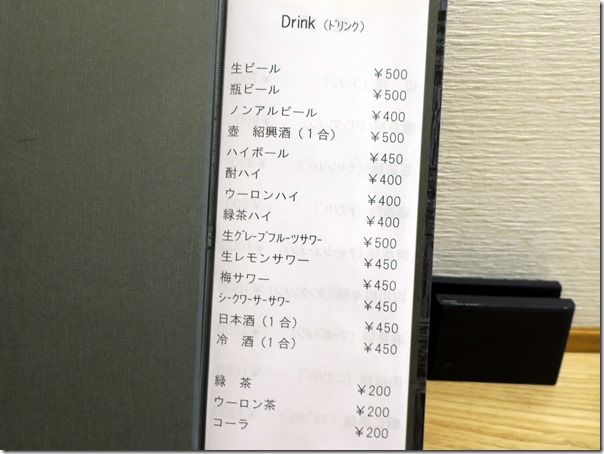 Drink (ﾄﾞﾘﾝｸ)
生ビール ￥500
瓶ビール ￥500
ノンアルビール ￥400
壺　紹興酒（１合） ￥500
ハイボール ￥450
酎ハイ ￥400
ウーロンハイ ￥400
緑茶ハイ ￥400
生ｸﾞﾚｰﾌﾟﾌﾙｰﾂｻﾜｰ ￥500
生レモンサワー ￥450
梅サワー ￥450
ｼｰｸﾜｰｻｰｻﾜｰ ￥450
日本酒（１合） ￥450
冷　酒（１合） ￥450
緑　茶 ￥200
ウーロン茶 ￥200
コーラ ￥200